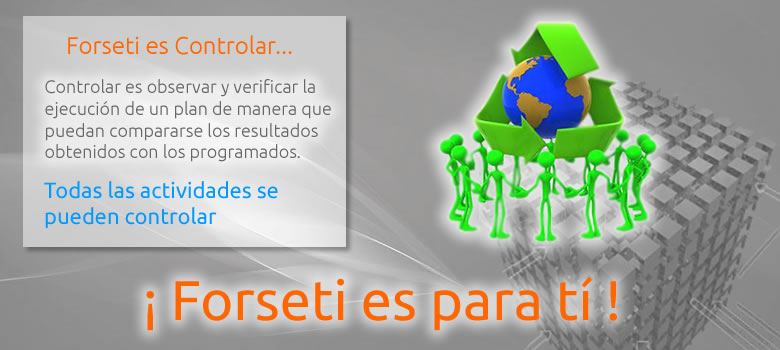 Forseti es Controlar...
Controlar es observar y verificar la
ejecución de un plan de manera que
puedan compararse los resultados
obtenidos con los programados.
Todas las actividades se
pueden controlar
¡ Forseti es para tí !